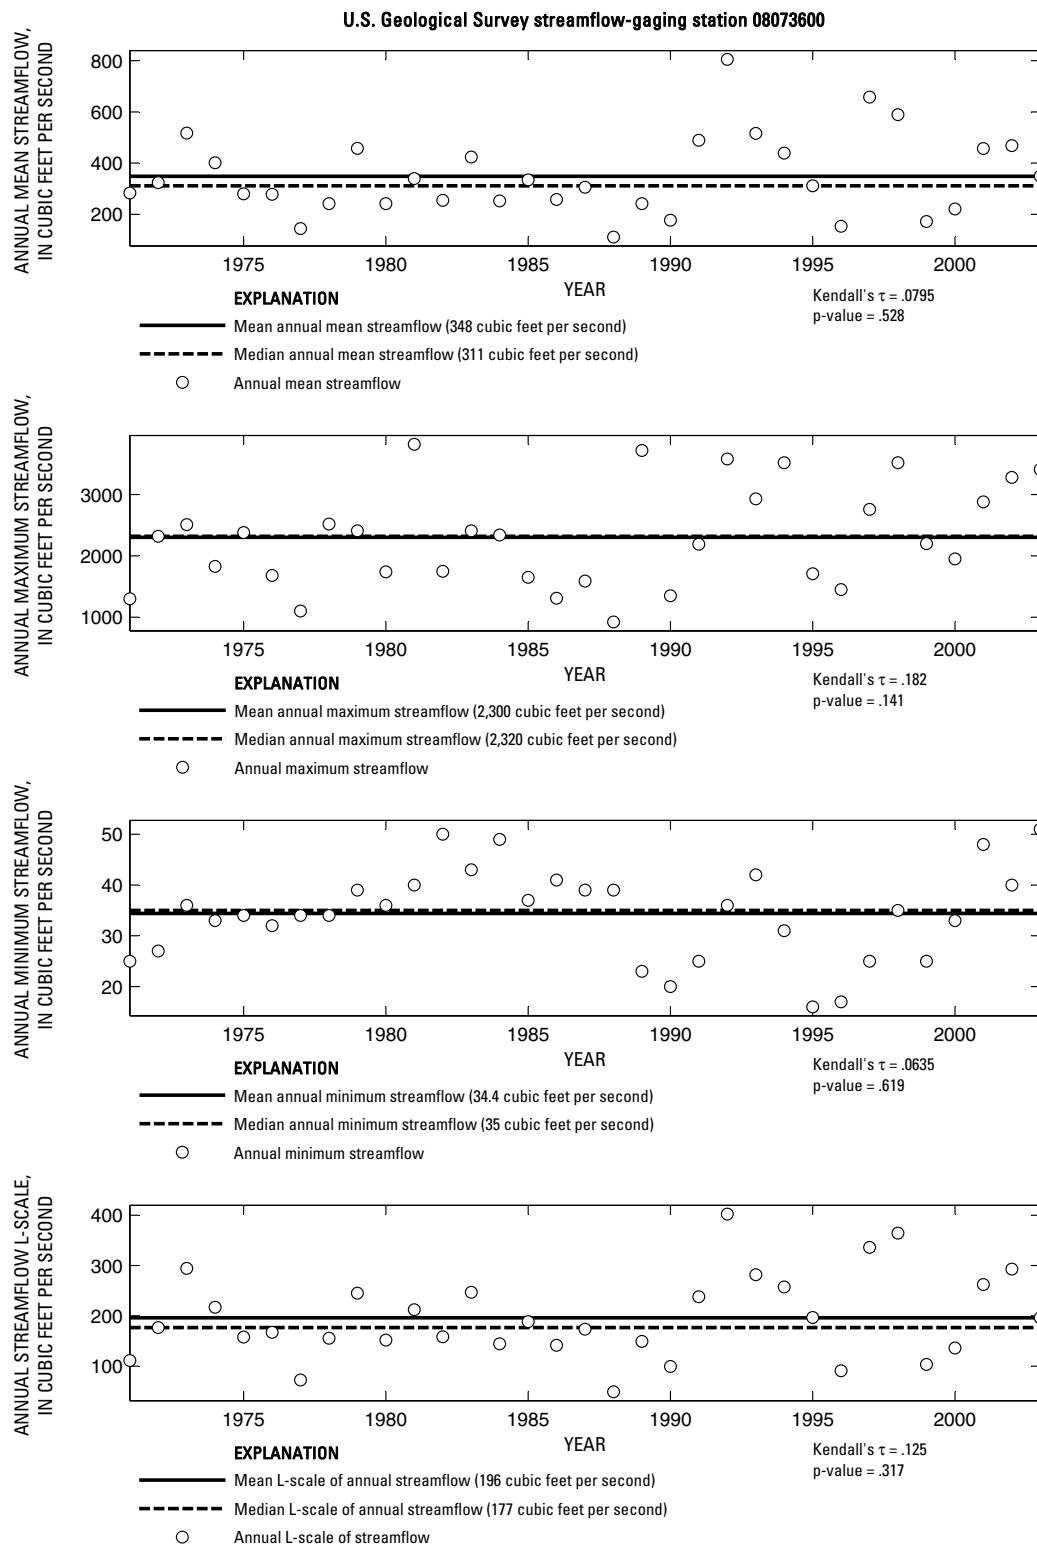 U.S. Geological Survey streamflow-gaging station 08073600
ANNUAL MEAN STREAMFLOW,
IN CUBIC FEET PER SECOND
800
600
400
200
1975 1980 1985 1990 1995 2000
YEAR
EXPLANATION
Mean annual mean streamflow (348 cubic feet per second)
Median annual mean streamflow (311 cubic feet per second)
Annual mean streamflow
Kendall's τ = .0795
p-value = .528
ANNUAL MAXIMUM STREAMFLOW,
IN CUBIC FEET PER SECOND
3000
2000
1000
1975 1980 1985 1990 1995 2000
YEAR
EXPLANATION
Mean annual maximum streamflow (2,300 cubic feet per second)
Median annual maximum streamflow (2,320 cubic feet per second)
Annual maximum streamflow
Kendall's τ = .182
p-value = .141
ANNUAL MINIMUM STREAMFLOW,
IN CUBIC FEET PER SECOND
50
40
30
20
1975 1980 1985 1990 1995 2000
YEAR
EXPLANATION
Mean annual minimum streamflow (34.4 cubic feet per second)
Median annual minimum streamflow (35 cubic feet per second)
Annual minimum streamflow
Kendall's τ = .0635
p-value = .619
ANNUAL STREAMFLOW L-SCALE,
IN CUBIC FEET PER SECOND
400
300
200
100
1975 1980 1985 1990 1995 2000
YEAR
EXPLANATION
Mean L-scale of annual streamflow (196 cubic feet per second)
Median L-scale of annual streamflow (177 cubic feet per second)
Annual L-scale of streamflow
Kendall's τ = .125
p-value = .317